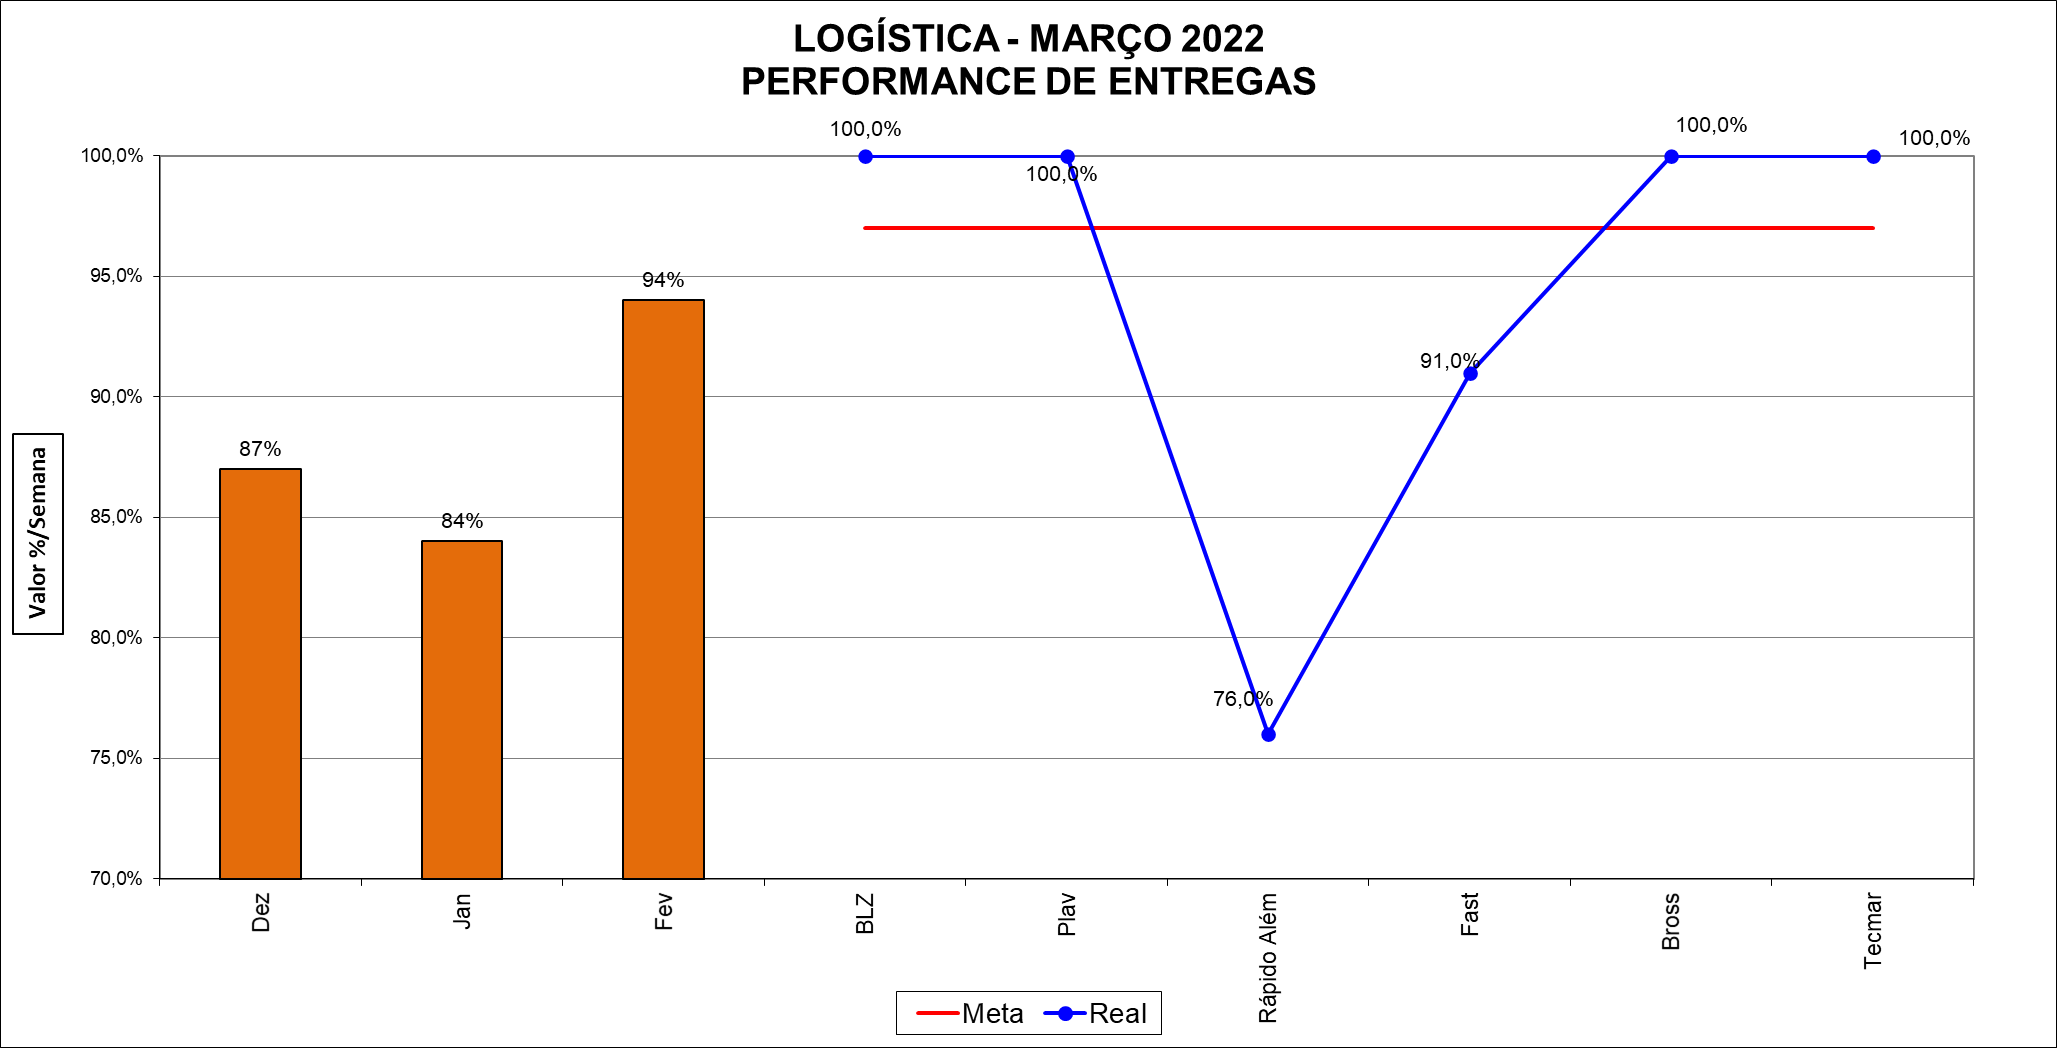 LOGÍSTICA - MARÇO 2022
PERFORMANCE DE ENTREGAS
Valor %/Semana
100,0%
95,0%
90,0%
85,0%
80,0%
75,0%
70,0%
87%
84%
94%
100,0%
100,0%
76,0%
91,0%
100,0%
100,0%
Dez
Jan
Fev
BLZ
Plav
Rápido Além
Fast
Bross
Tecmar
Meta
Real